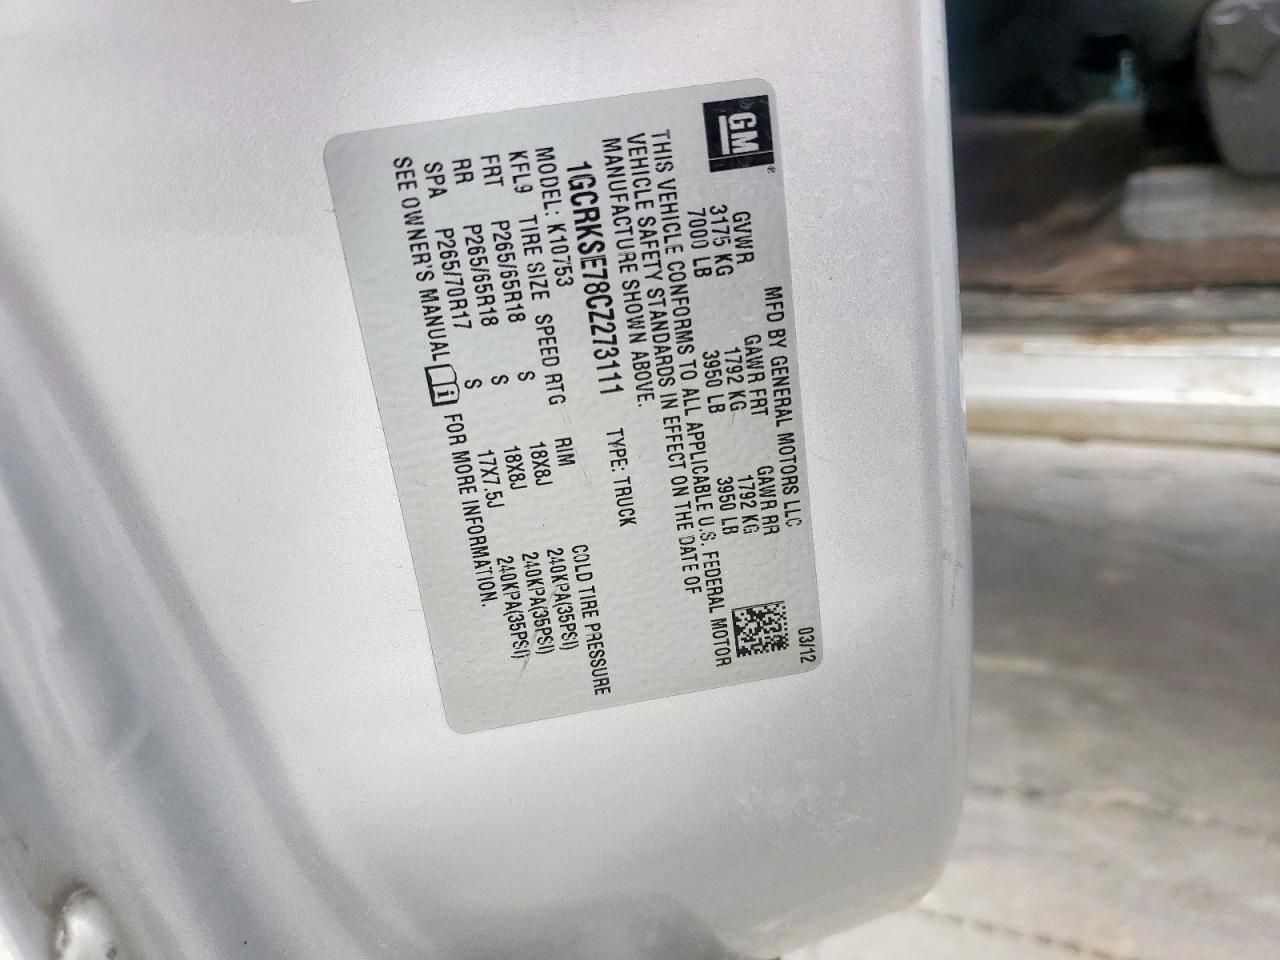 GM
MFD BY GENERAL MOTORS LLC 03/12
GVWR GAWR FRT GAWR RR
3175 KG 1792 KG 1792 KG
7000 LB 3950 LB 3950 LB
THIS VEHICLE CONFORMS TO ALL APPLICABLE U.S. FEDERAL MOTOR
VEHICLE SAFETY STANDARDS IN EFFECT ON THE DATE OF
MANUFACTURE SHOWN ABOVE.
1GCRKSE78CZ273111 TYPE: TRUCK
MODEL: K10753
KFL9 TIRE SIZE SPEED RTG RIM COLD TIRE PRESSURE
FRT P265/65R18 S 18X8J 240KPA(35PSI)
RR P265/65R18 S 18X8J 240KPA(35PSI)
SPA P265/70R17 S 17X7.5J 240KPA(35PSI)
SEE OWNER'S MANUAL i FOR MORE INFORMATION.